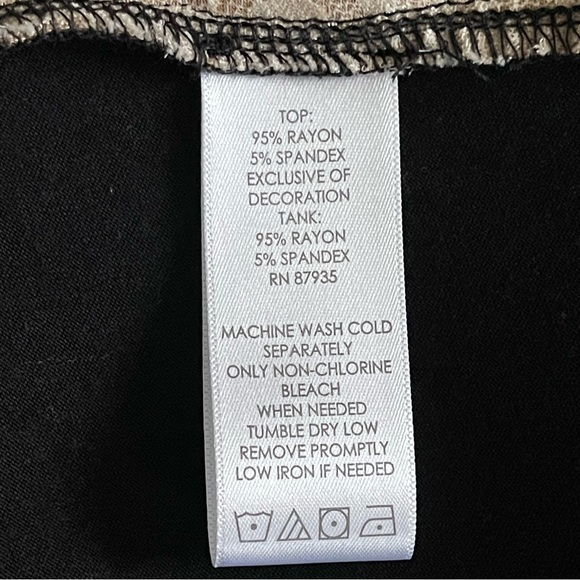 TOP:
95% RAYON
5% SPANDEX
EXCLUSIVE OF
DECORATION
TANK:
95% RAYON
5% SPANDEX
RN 87935
MACHINE WASH COLD
SEPARATELY
ONLY NON-CHLORINE
BLEACH
WHEN NEEDED
TUMBLE DRY LOW
REMOVE PROMPTLY
LOW IRON IF NEEDED